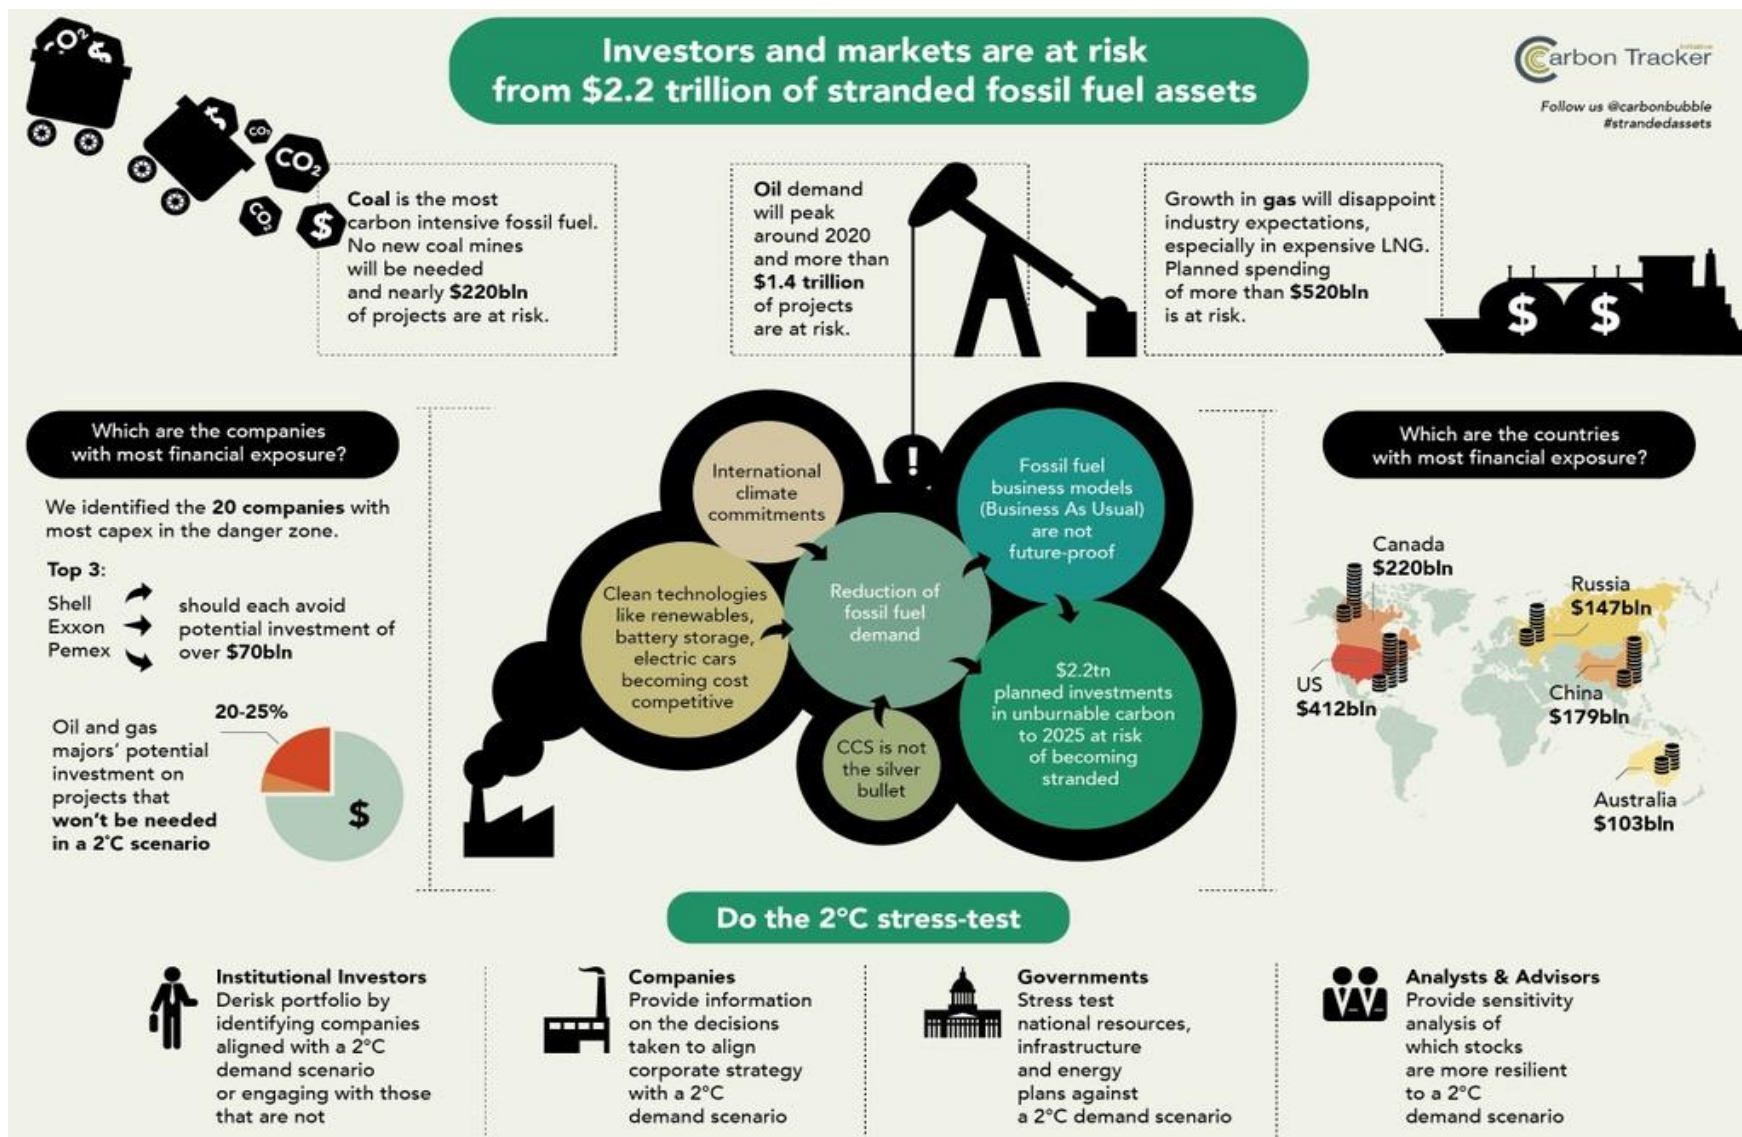 Investors and markets are at risk
from $2.2 trillion of stranded fossil fuel assets
Carbon Tracker
Initiative
Follow us @carbonbubble
#strandedassets
CO2
$
$
CO2
CO2
CO2
$
Coal is the most
carbon intensive fossil fuel.
No new coal mines
will be needed
and nearly $220bln
of projects are at risk.
Oil demand
will peak
around 2020
and more than
$1.4 trillion
of projects
are at risk.
Growth in gas will disappoint
industry expectations,
especially in expensive LNG.
Planned spending
of more than $520bln
is at risk.
$ $
Which are the companies
with most financial exposure?
We identified the 20 companies with
most capex in the danger zone.
Top 3:
Shell
Exxon
Pemex
should each avoid
potential investment of
over $70bln
20-25%
Oil and gas
majors' potential
investment on
projects that
won't be needed
in a 2°C scenario
$
!
International
climate
commitments
Clean technologies
like renewables,
battery storage,
electric cars
becoming cost
competitive
Reduction of
fossil fuel
demand
CCS is not
the silver
bullet
Fossil fuel
business models
(Business As Usual)
are not
future-proof
$2.2tn
planned investments
in unburnable carbon
to 2025 at risk
of becoming
stranded
Which are the countries
with most financial exposure?
Canada
$220bln
Russia
$147bln
US
$412bln
China
$179bln
Australia
$103bln
Do the 2°C stress-test
Institutional Investors
Derisk portfolio by
identifying companies
aligned with a 2°C
demand scenario
or engaging with those
that are not
Companies
Provide information
on the decisions
taken to align
corporate strategy
with a 2°C
demand scenario
Governments
Stress test
national resources,
infrastructure
and energy
plans against
a 2°C demand scenario
Analysts & Advisors
Provide sensitivity
analysis of
which stocks
are more resilient
to a 2°C
demand scenario